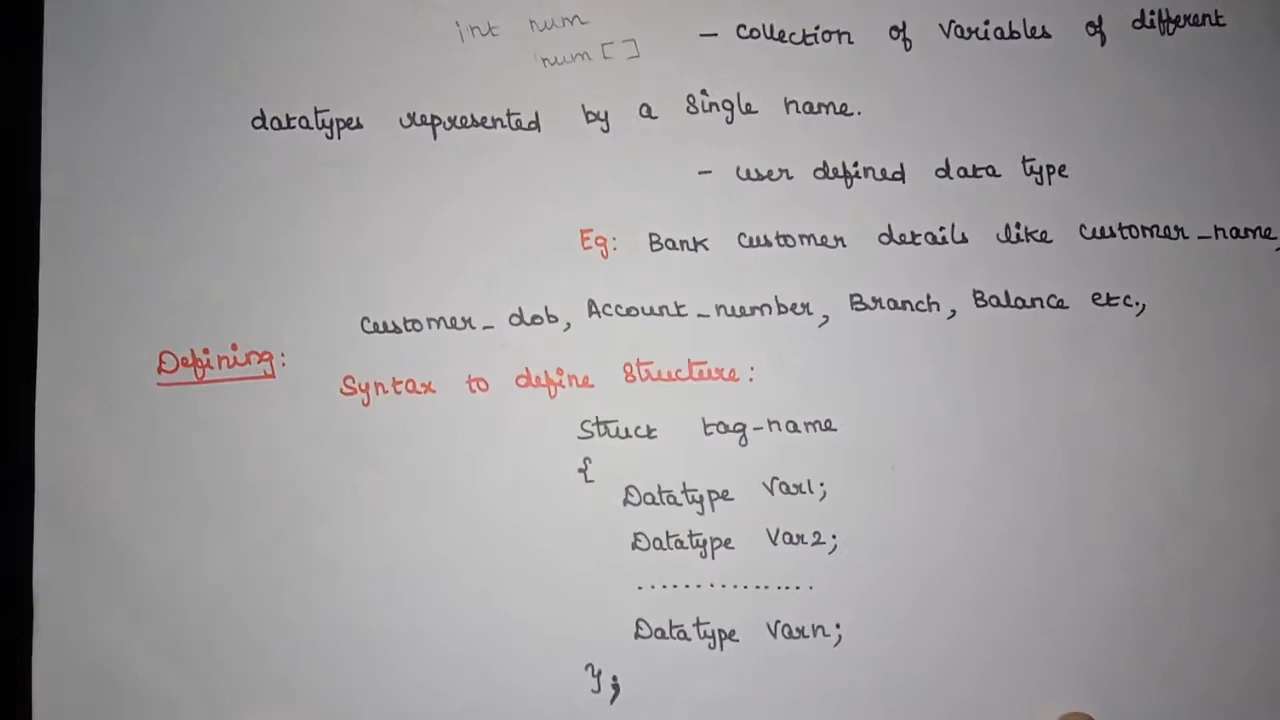 int num
num[]
- collection of variables of different
datatypes represented by a single name.
- user defined data type
Eg: Bank customer details like customer_name,
customer_dob, Account_number, Branch, Balance etc.,
Defining:
Syntax to define structure:
Struct tag-name
{
Datatype Var1;
Datatype Var2;
...............
Datatype Varn;
};